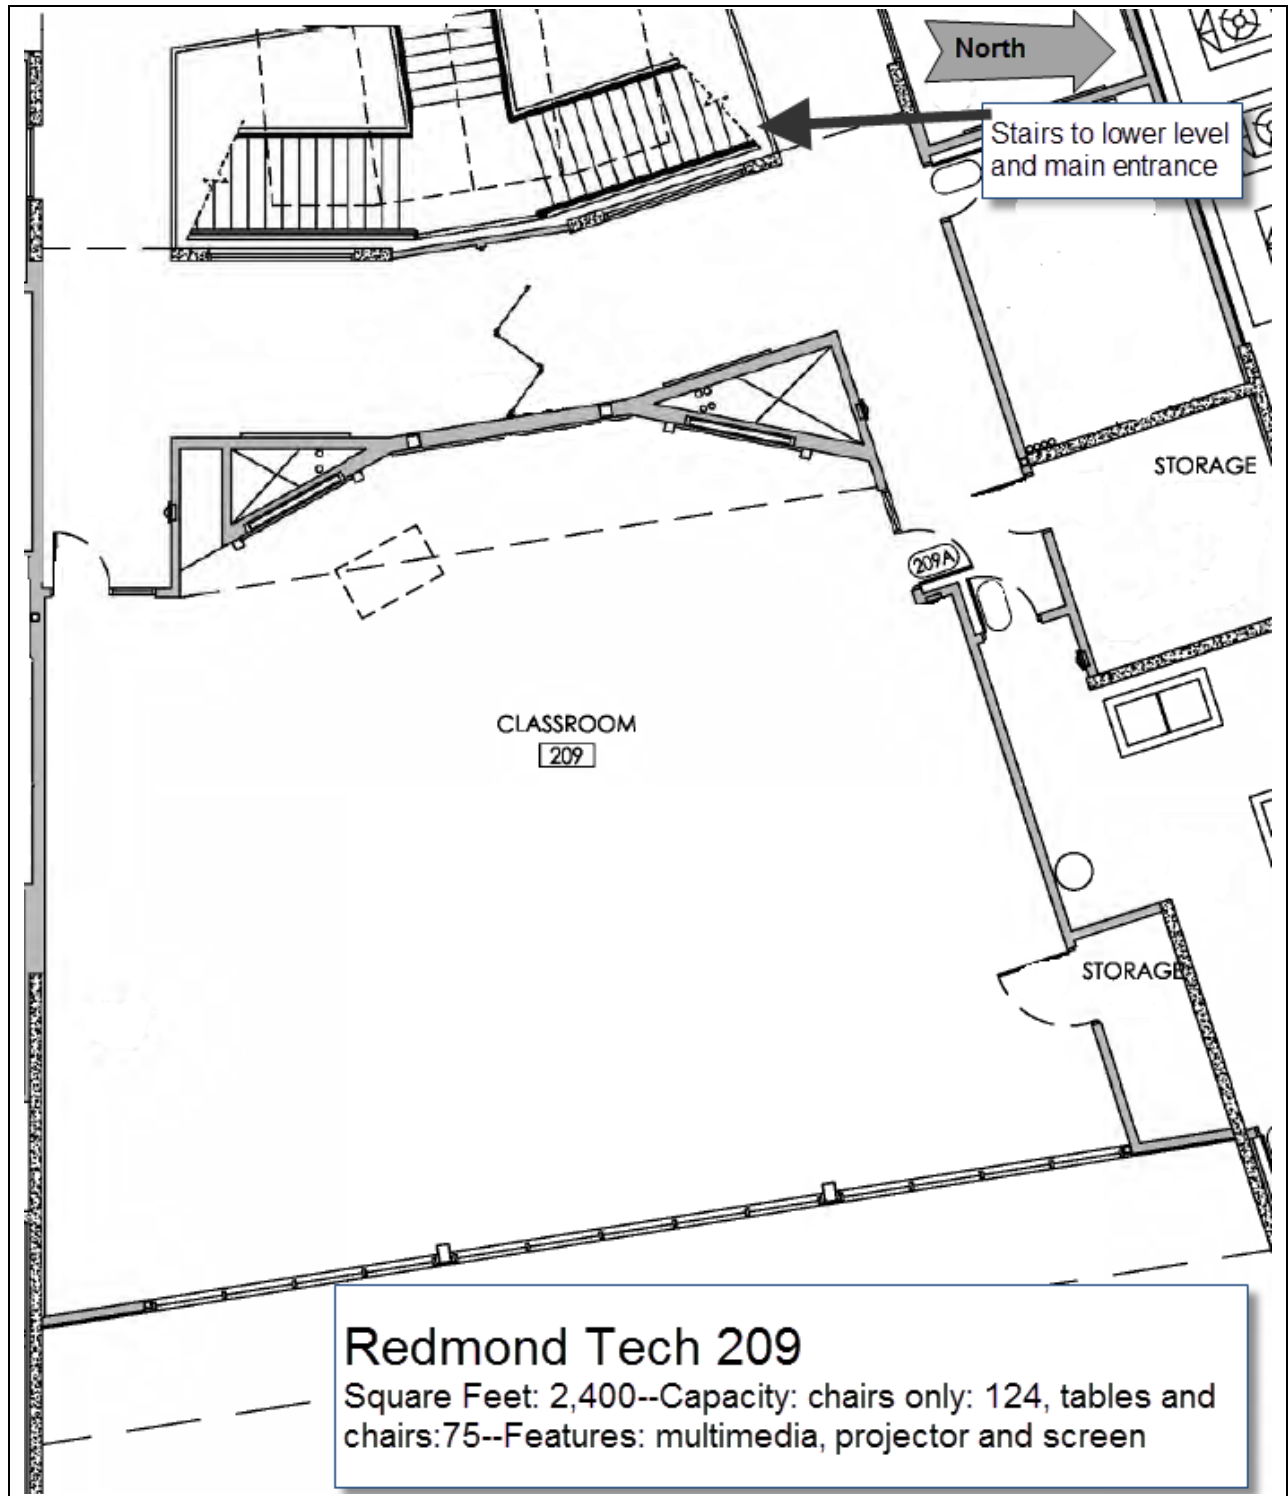 North
Stairs to lower level
and main entrance
STORAGE
209A
CLASSROOM
209
STORAGE
Redmond Tech 209
Square Feet: 2,400--Capacity: chairs only: 124, tables and
chairs:75--Features: multimedia, projector and screen